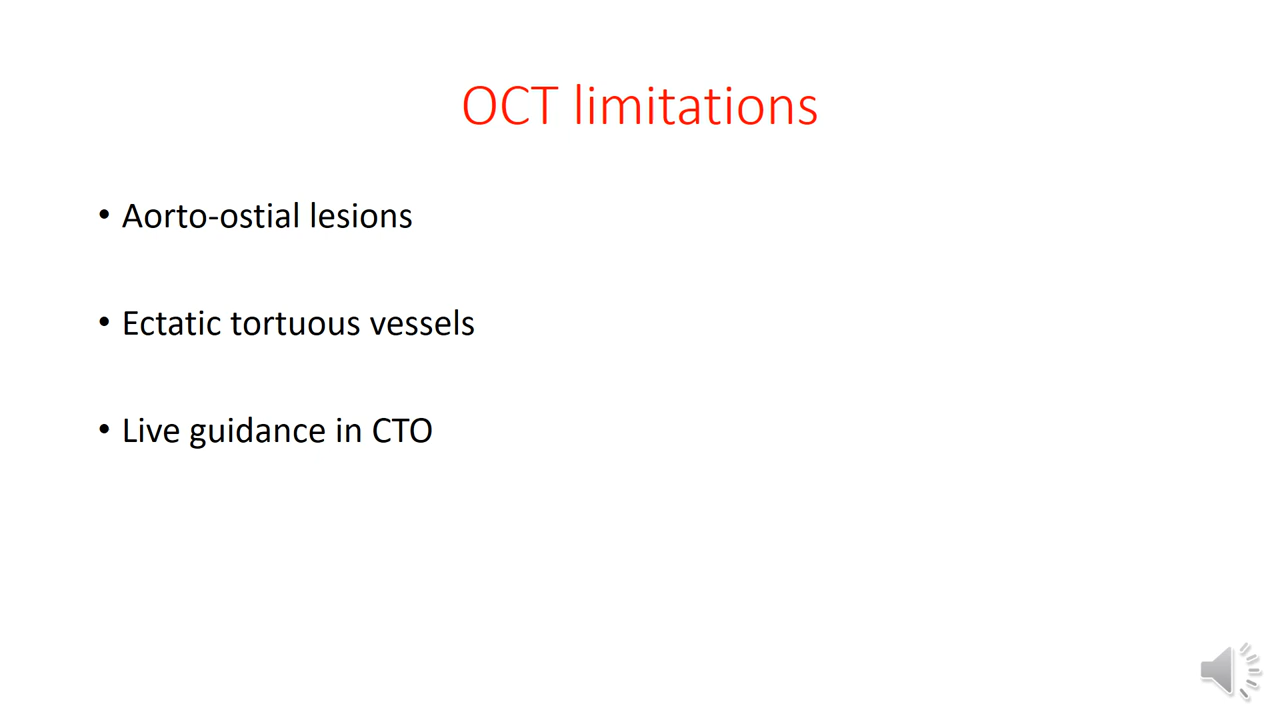 OCT limitations
• Aorto-ostial lesions
• Ectatic tortuous vessels
• Live guidance in CTO